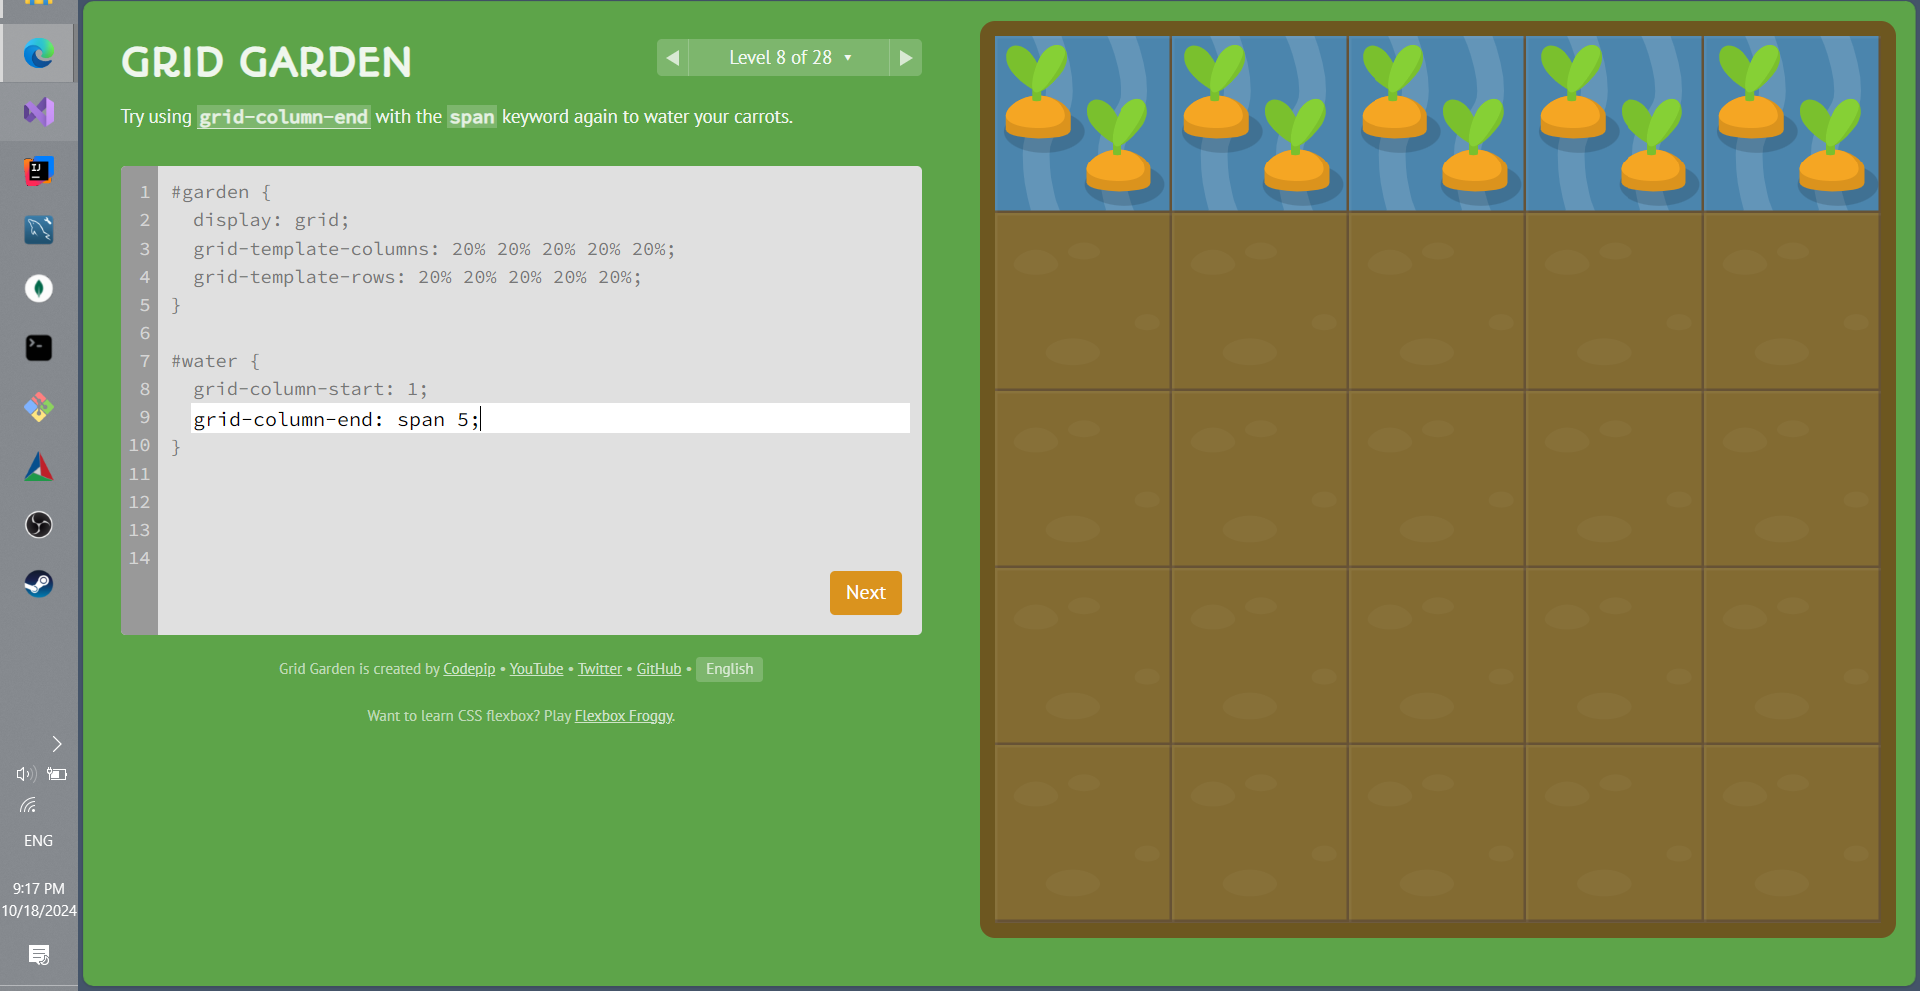 GRID GARDEN
Level 8 of 28
Try using grid-column-end with the span keyword again to water your carrots.
1 #garden {
2 display: grid;
3 grid-template-columns: 20% 20% 20% 20% 20%;
4 grid-template-rows: 20% 20% 20% 20% 20%;
5 }
6
7 #water {
8 grid-column-start: 1;
9 grid-column-end: span 5;
10 }
11
12
13
14
Next
Grid Garden is created by Codepip • YouTube • Twitter • GitHub • English
Want to learn CSS flexbox? Play Flexbox Froggy.
IJ
ENG
9:17 PM
10/18/2024